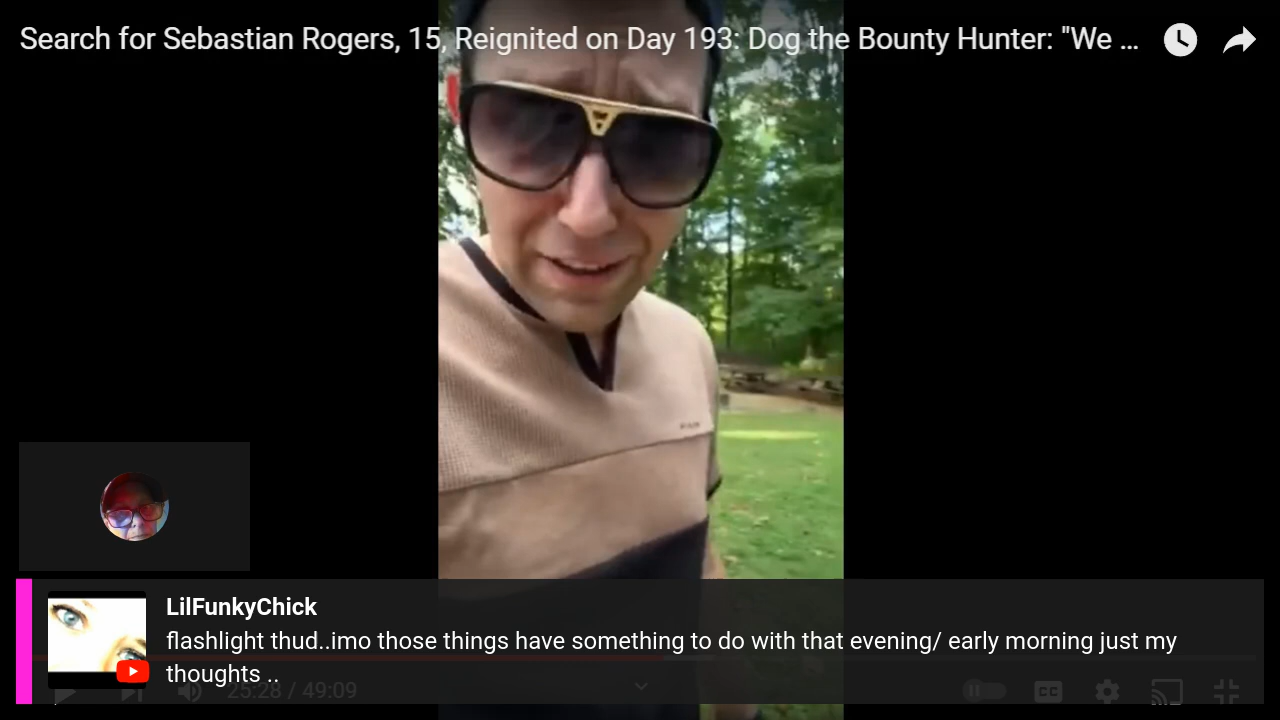 Search for Sebastian Rogers, 15, Reignited on Day 193: Dog the Bounty Hunter: "We ...
LilFunkyChick
flashlight thud..imo those things have something to do with that evening/ early morning just my
thoughts ..
25:28 / 49:09
CC